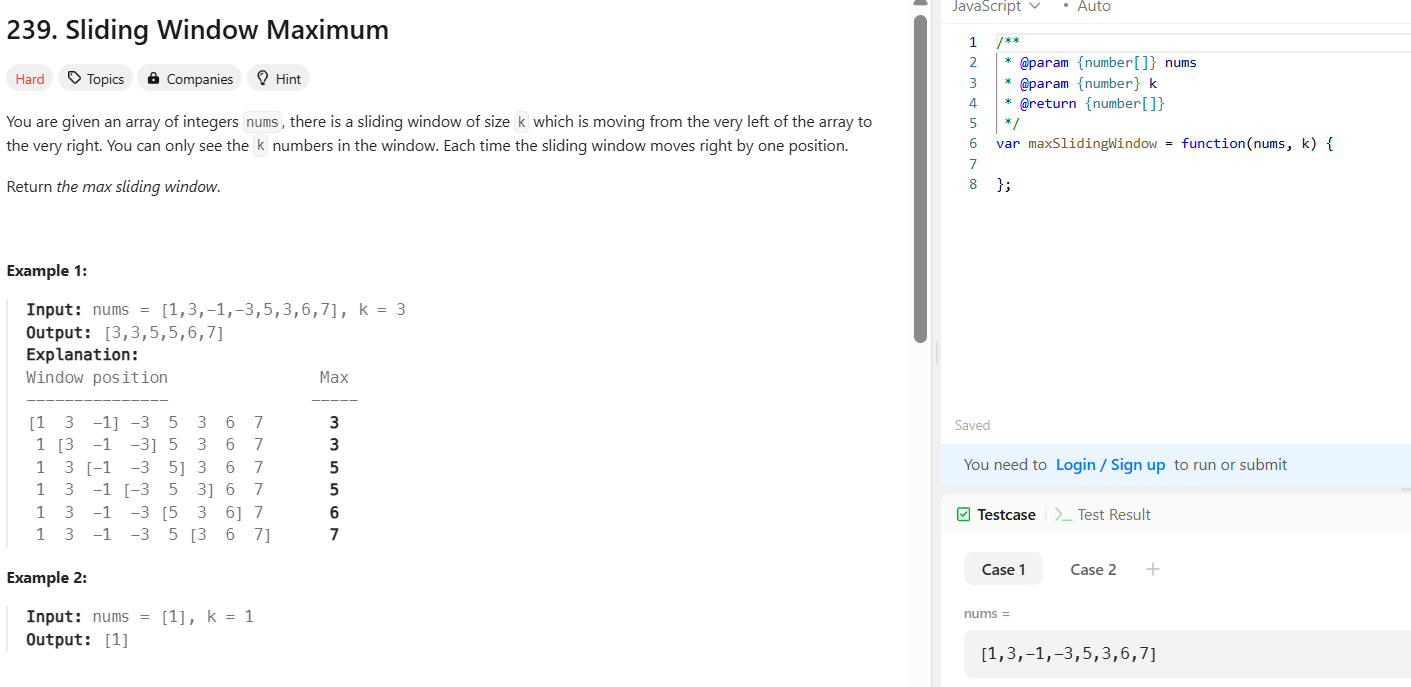 239. Sliding Window Maximum
Hard Topics Companies Hint
You are given an array of integers nums, there is a sliding window of size k which is moving from the very left of the array to
the very right. You can only see the k numbers in the window. Each time the sliding window moves right by one position.
Return the max sliding window.
Example 1:
Input: nums = [1,3,-1,-3,5,3,6,7], k = 3
Output: [3,3,5,5,6,7]
Explanation:
Window position Max
--------------- -----
[1 3 -1] -3 5 3 6 7 3
1 [3 -1 -3] 5 3 6 7 3
1 3 [-1 -3 5] 3 6 7 5
1 3 -1 [-3 5 3] 6 7 5
1 3 -1 -3 [5 3 6] 7 6
1 3 -1 -3 5 [3 6 7] 7
Example 2:
Input: nums = [1], k = 1
Output: [1]
JavaScript • Auto
1 /**
2 * @param {number[]} nums
3 * @param {number} k
4 * @return {number[]}
5 */
6 var maxSlidingWindow = function(nums, k) {
7
8 };
Saved
You need to Login / Sign up to run or submit
Testcase >_ Test Result
Case 1 Case 2 +
nums =
[1,3,-1,-3,5,3,6,7]